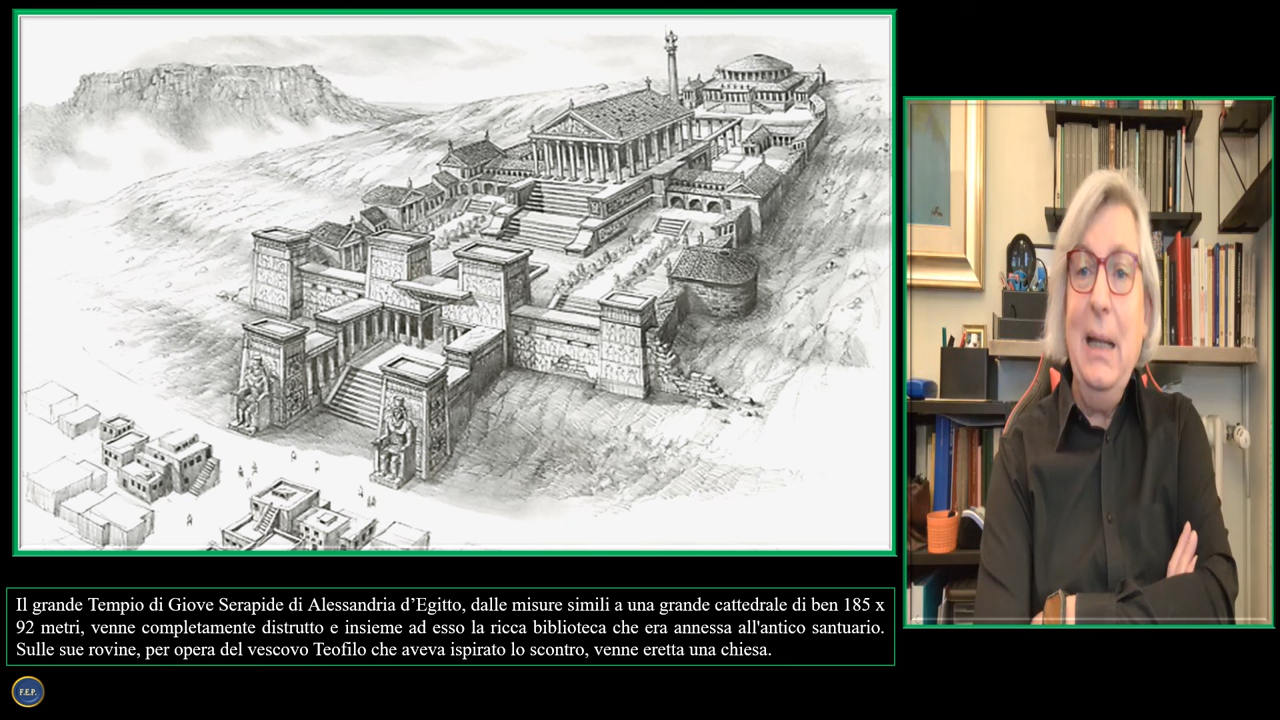 Il grande Tempio di Giove Serapide di Alessandria d’Egitto, dalle misure simili a una grande cattedrale di ben 185 x
92 metri, venne completamente distrutto e insieme ad esso la ricca biblioteca che era annessa all'antico santuario.
Sulle sue rovine, per opera del vescovo Teofilo che aveva ispirato lo scontro, venne eretta una chiesa.
F.E.P.